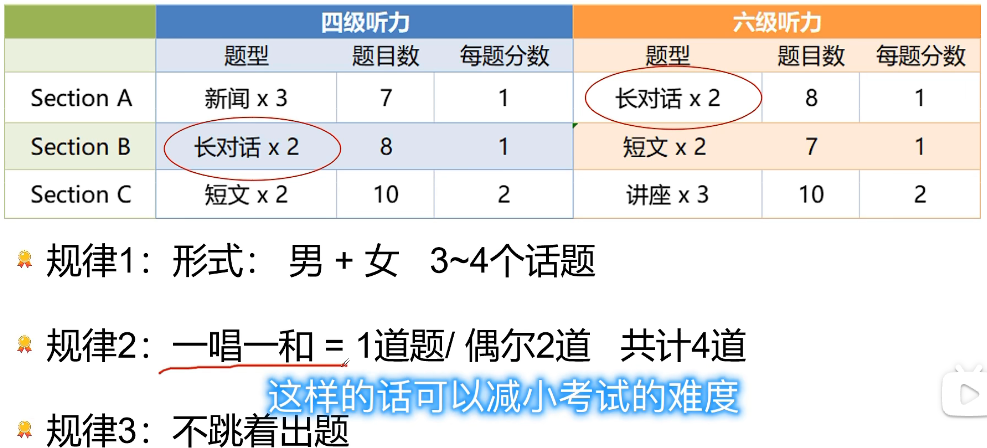 四级听力 六级听力
题型 题目数 每题分数 题型 题目数 每题分数
Section A 新闻 x 3 7 1 长对话 x 2 8 1
Section B 长对话 x 2 8 1 短文 x 2 7 1
Section C 短文 x 2 10 2 讲座 x 3 10 2
规律1：形式： 男 + 女 3~4个话题
规律2：一唱一和 = 1道题/ 偶尔2道 共计4道
这样的话可以减小考试的难度
规律3：不跳着出题